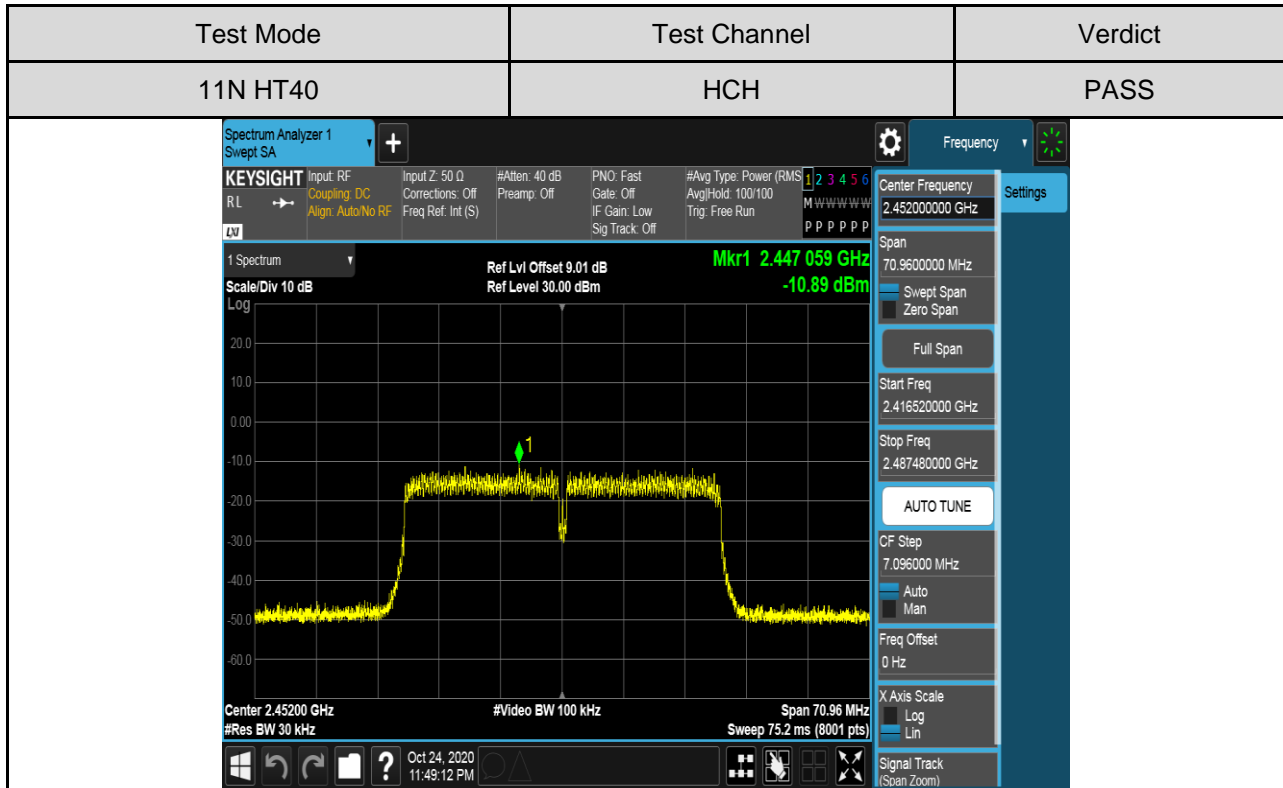 Test Mode Test Channel Verdict
11N HT40 HCH PASS
Spectrum Analyzer 1
Swept SA
+
Frequency
KEYSIGHT
RL
LXI
Input: RF
Coupling: DC
Align: Auto/No RF
Input Z: 50 Ω
Corrections: Off
Freq Ref: Int (S)
#Atten: 40 dB
Preamp: Off
PNO: Fast
Gate: Off
IF Gain: Low
Sig Track: Off
#Avg Type: Power (RMS
Avg|Hold: 100/100
Trig: Free Run
1 2 3 4 5 6
M W W W W W
P P P P P P
1 Spectrum
Scale/Div 10 dB
Ref Lvl Offset 9.01 dB
Ref Level 30.00 dBm
Mkr1 2.447 059 GHz
-10.89 dBm
Log
20.0
10.0
0.00
-10.0
-20.0
-30.0
-40.0
-50.0
-60.0
1
Center 2.45200 GHz
#Res BW 30 kHz
#Video BW 100 kHz
Span 70.96 MHz
Sweep 75.2 ms (8001 pts)
?
Oct 24, 2020
11:49:12 PM
Center Frequency
2.452000000 GHz
Settings
Span
70.9600000 MHz
Swept Span
Zero Span
Full Span
Start Freq
2.416520000 GHz
Stop Freq
2.487480000 GHz
AUTO TUNE
CF Step
7.096000 MHz
Auto
Man
Freq Offset
0 Hz
X Axis Scale
Log
Lin
Signal Track
(Span Zoom)